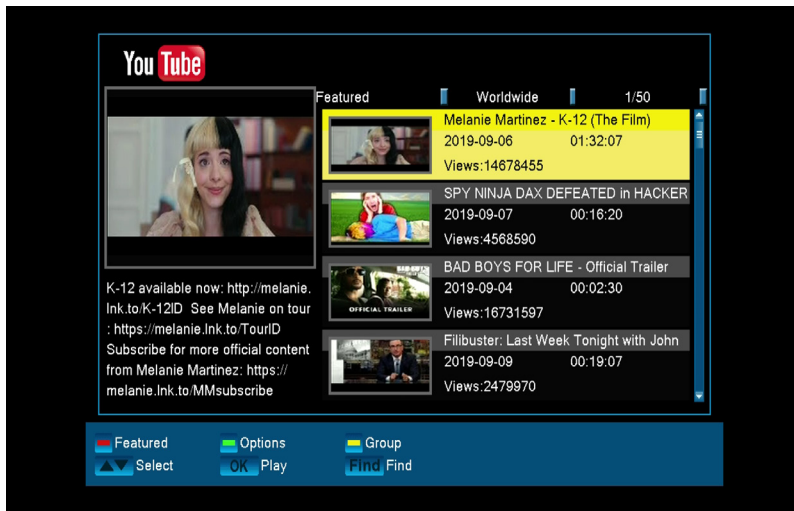 You Tube
Featured Worldwide 1/50
Melanie Martinez - K-12 (The Film)
2019-09-06 01:32:07
Views:14678455
SPY NINJA DAX DEFEATED in HACKER
2019-09-07 00:16:20
Views:4568590
BAD BOYS FOR LIFE - Official Trailer
2019-09-04 00:02:30
Views:16731597
OFFICIAL TRAILER
Filibuster: Last Week Tonight with John
2019-09-09 00:19:07
Views:2479970
K-12 available now: http://melanie.
lnk.to/K-12ID See Melanie on tour
: https://melanie.lnk.to/TourID
Subscribe for more official content
from Melanie Martinez: https://
melanie.lnk.to/MMsubscribe
Featured Options Group
Select OK Play Find Find